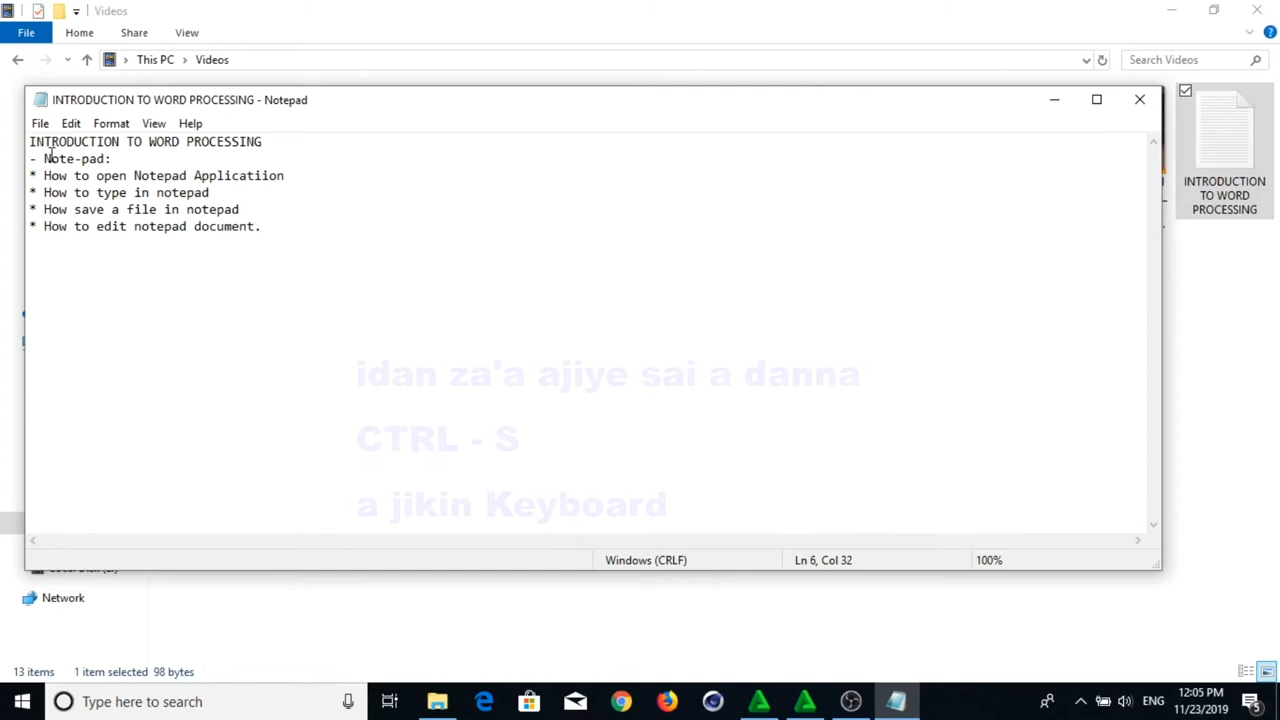 Videos
File Home Share View
This PC > Videos
Search Videos
INTRODUCTION TO WORD PROCESSING - Notepad
File Edit Format View Help
INTRODUCTION TO WORD PROCESSING
- Note-pad:
* How to open Notepad Applicatiion
* How to type in notepad
* How save a file in notepad
* How to edit notepad document.
INTRODUCTION
TO WORD
PROCESSING
idan za'a ajiye sai a danna
CTRL - S
a jikin Keyboard
Windows (CRLF) Ln 6, Col 32 100%
Network
13 items 1 item selected 98 bytes
Type here to search
ENG
12:05 PM
11/23/2019
5